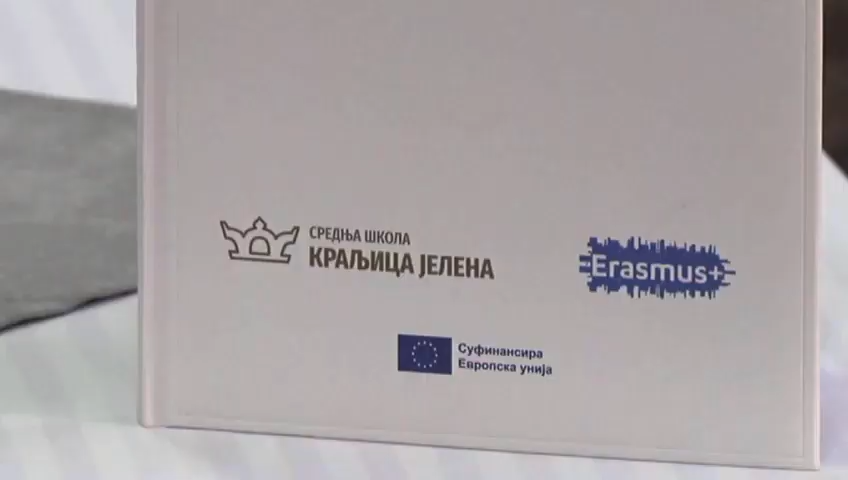 СРЕДЊА ШКОЛА
КРАЉИЦА ЈЕЛЕНА
Erasmus+
Суфинансира
Европска унија